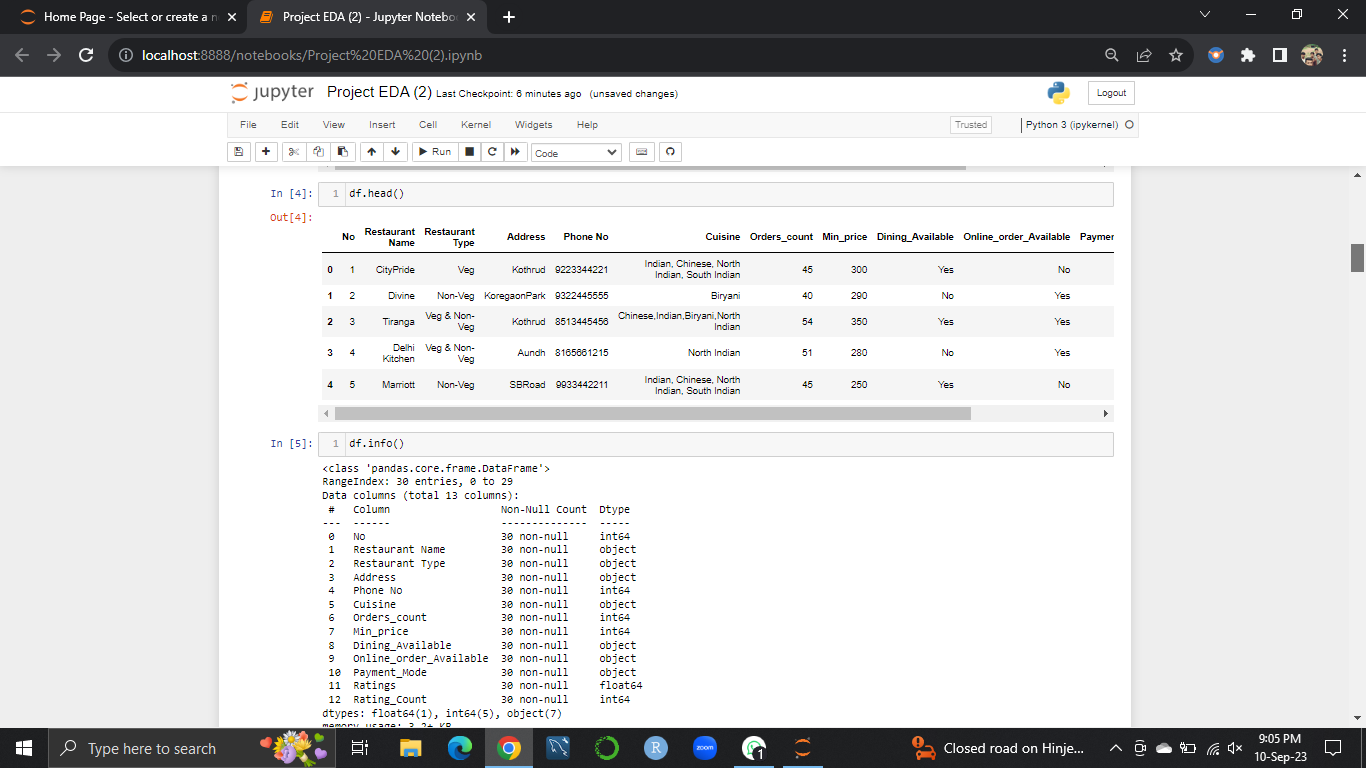 Home Page - Select or create a n
Project EDA (2) - Jupyter Notebo
localhost:8888/notebooks/Project%20EDA%20(2).ipynb
jupyter Project EDA (2) Last Checkpoint: 6 minutes ago (unsaved changes)
Logout
File Edit View Insert Cell Kernel Widgets Help
Trusted Python 3 (ipykernel)
Run Code
In [4]: 1 df.head()
Out[4]:
No Restaurant Name Restaurant Type Address Phone No Cuisine Orders_count Min_price Dining_Available Online_order_Available Paymer
0 1 CityPride Veg Kothrud 9223344221 Indian, Chinese, North Indian, South Indian 45 300 Yes No
1 2 Divine Non-Veg KoregaonPark 9322445555 Biryani 40 290 No Yes
2 3 Tiranga Veg & Non-Veg Kothrud 8513445456 Chinese,Indian,Biryani,North Indian 54 350 Yes Yes
3 4 Delhi Kitchen Veg & Non-Veg Aundh 8165661215 North Indian 51 280 No Yes
4 5 Marriott Non-Veg SBRoad 9933442211 Indian, Chinese, North Indian, South Indian 45 250 Yes No
In [5]: 1 df.info()
<class 'pandas.core.frame.DataFrame'>
RangeIndex: 30 entries, 0 to 29
Data columns (total 13 columns):
# Column Non-Null Count Dtype
--- ------ -------------- -----
0 No 30 non-null int64
1 Restaurant Name 30 non-null object
2 Restaurant Type 30 non-null object
3 Address 30 non-null object
4 Phone No 30 non-null int64
5 Cuisine 30 non-null object
6 Orders_count 30 non-null int64
7 Min_price 30 non-null int64
8 Dining_Available 30 non-null object
9 Online_order_Available 30 non-null object
10 Payment_Mode 30 non-null object
11 Ratings 30 non-null float64
12 Rating_Count 30 non-null int64
dtypes: float64(1), int64(5), object(7)
memory usage: 3.2+ KB
Type here to search
R
zoom
1
Closed road on Hinje...
9:05 PM
10-Sep-23